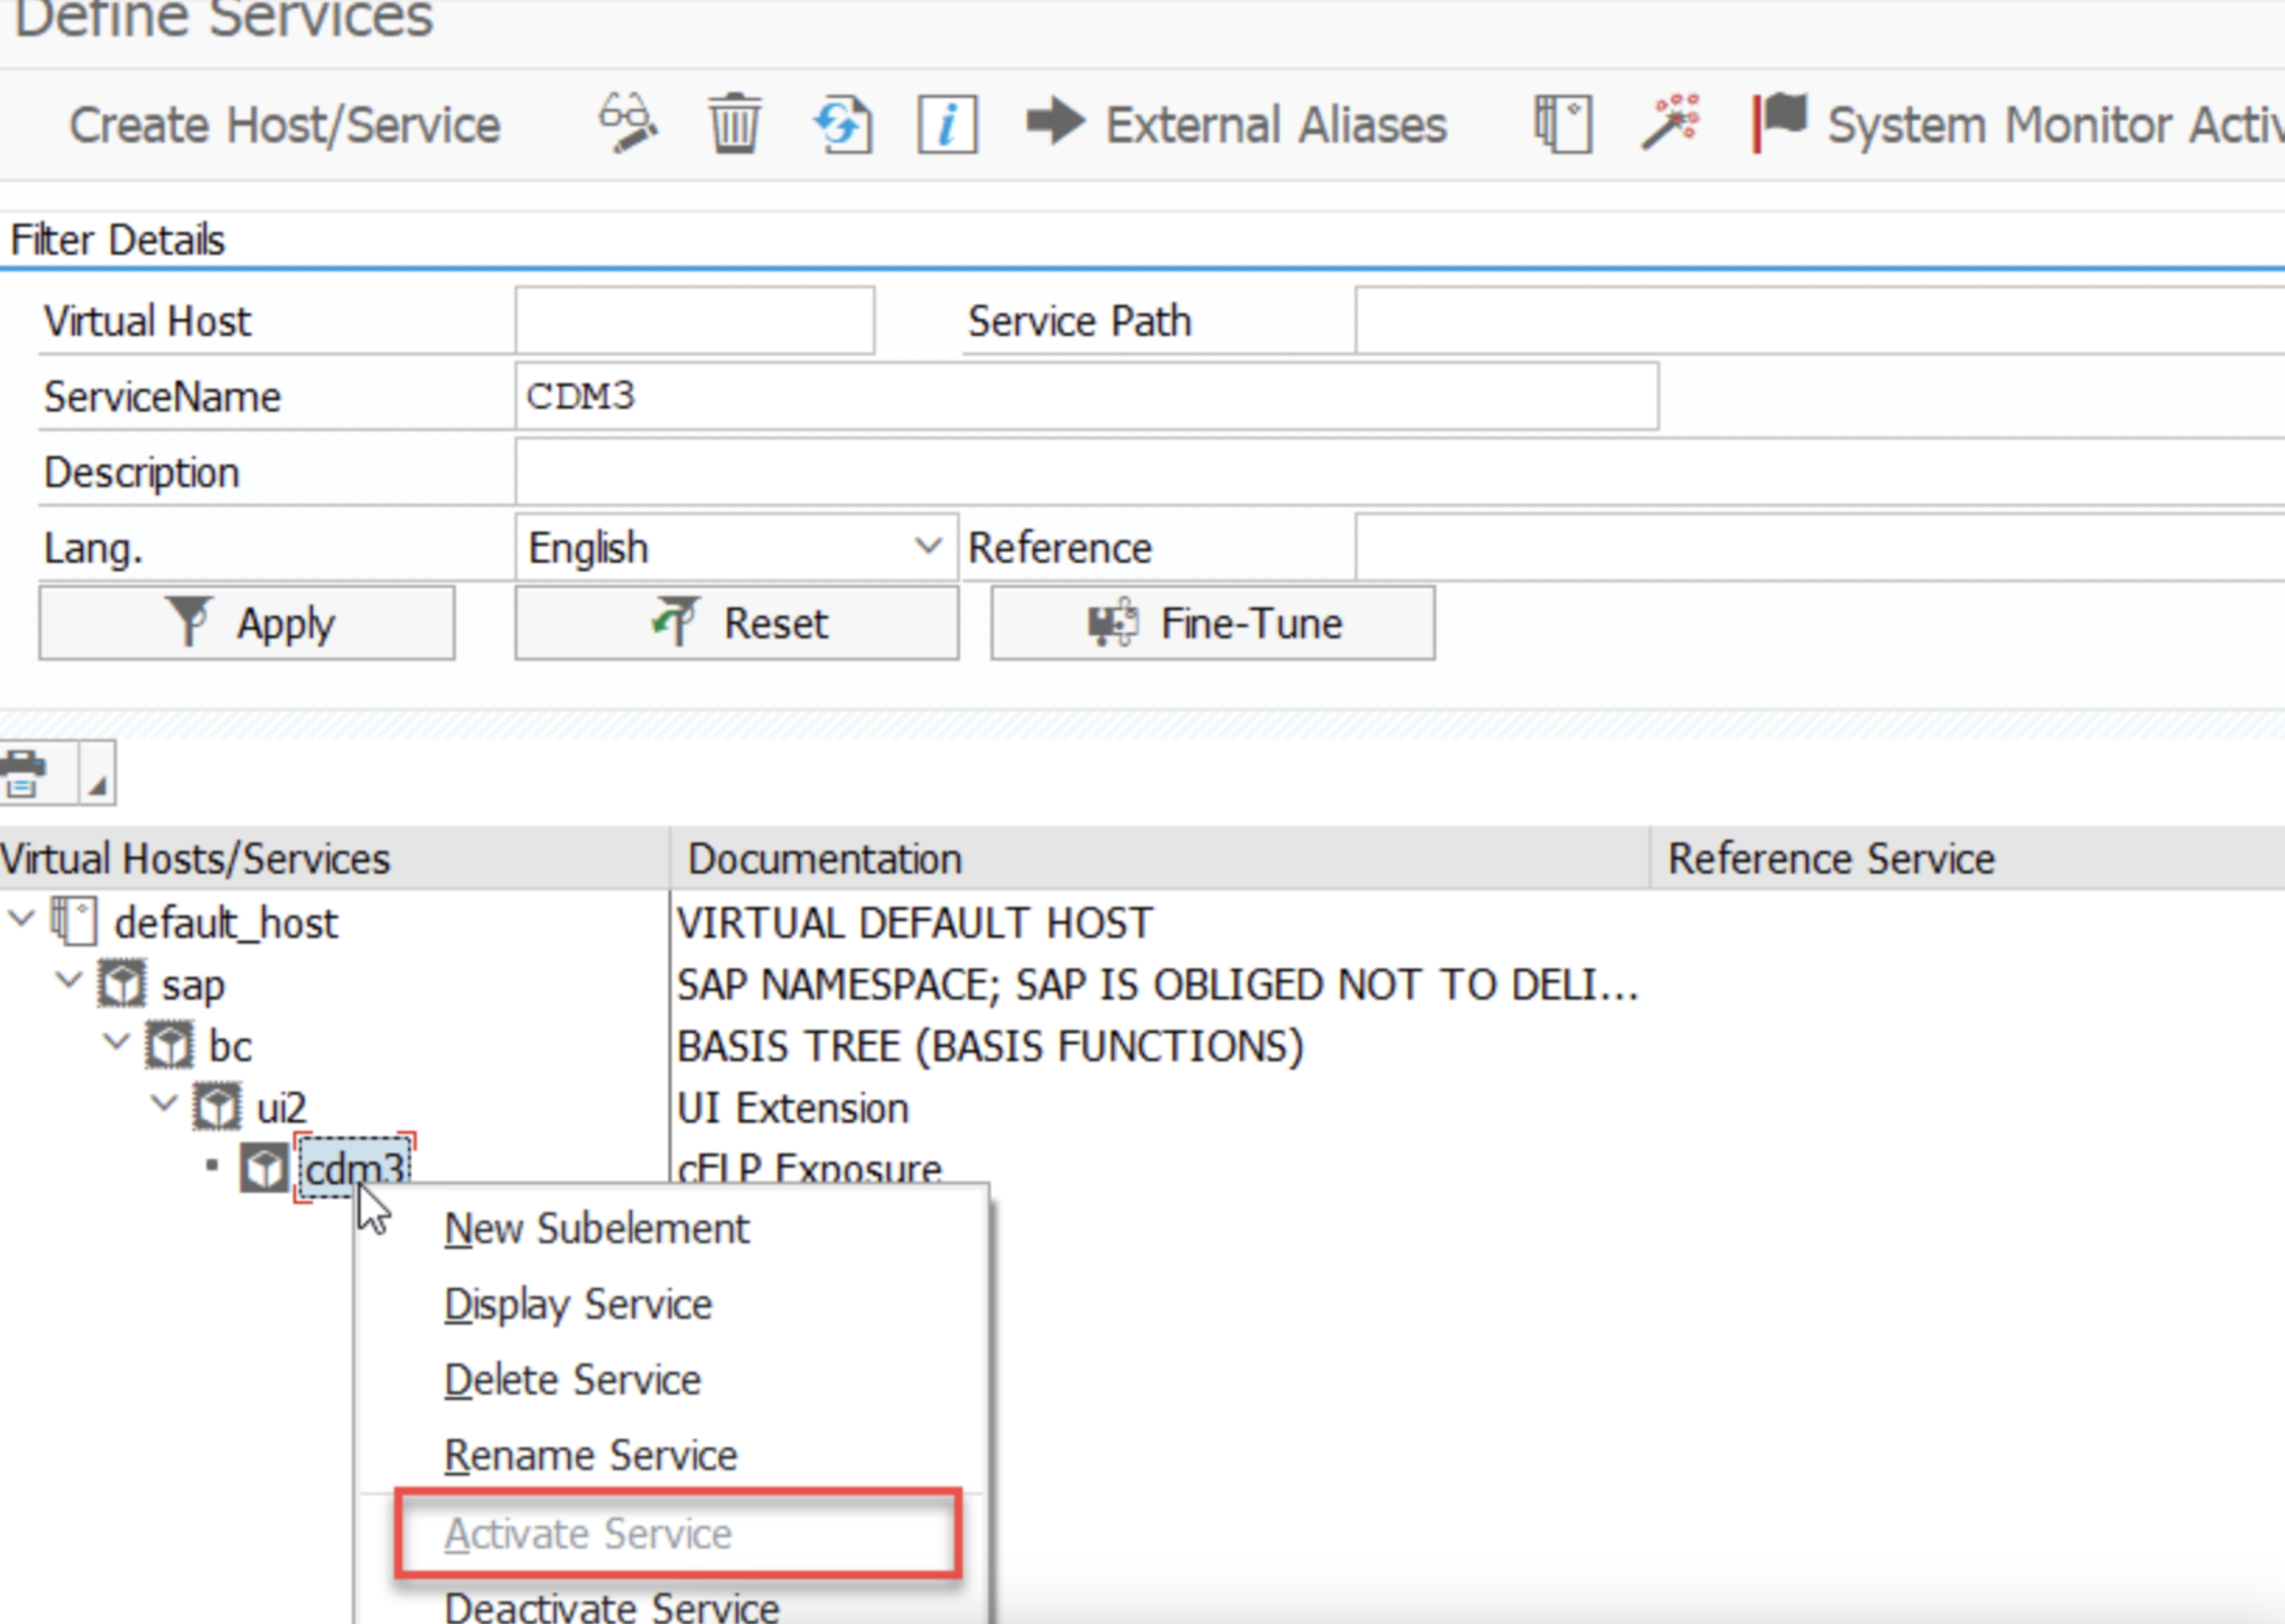 Define Services
Create Host/Service External Aliases System Monitor Activ
Filter Details
Virtual Host Service Path
ServiceName CDM3
Description
Lang. English Reference
Apply Reset Fine-Tune
Virtual Hosts/Services Documentation Reference Service
default_host VIRTUAL DEFAULT HOST
sap SAP NAMESPACE; SAP IS OBLIGED NOT TO DELI...
bc BASIS TREE (BASIS FUNCTIONS)
ui2 UI Extension
cdm3 cFLP Exposure
New Subelement
Display Service
Delete Service
Rename Service
Activate Service
Deactivate Service